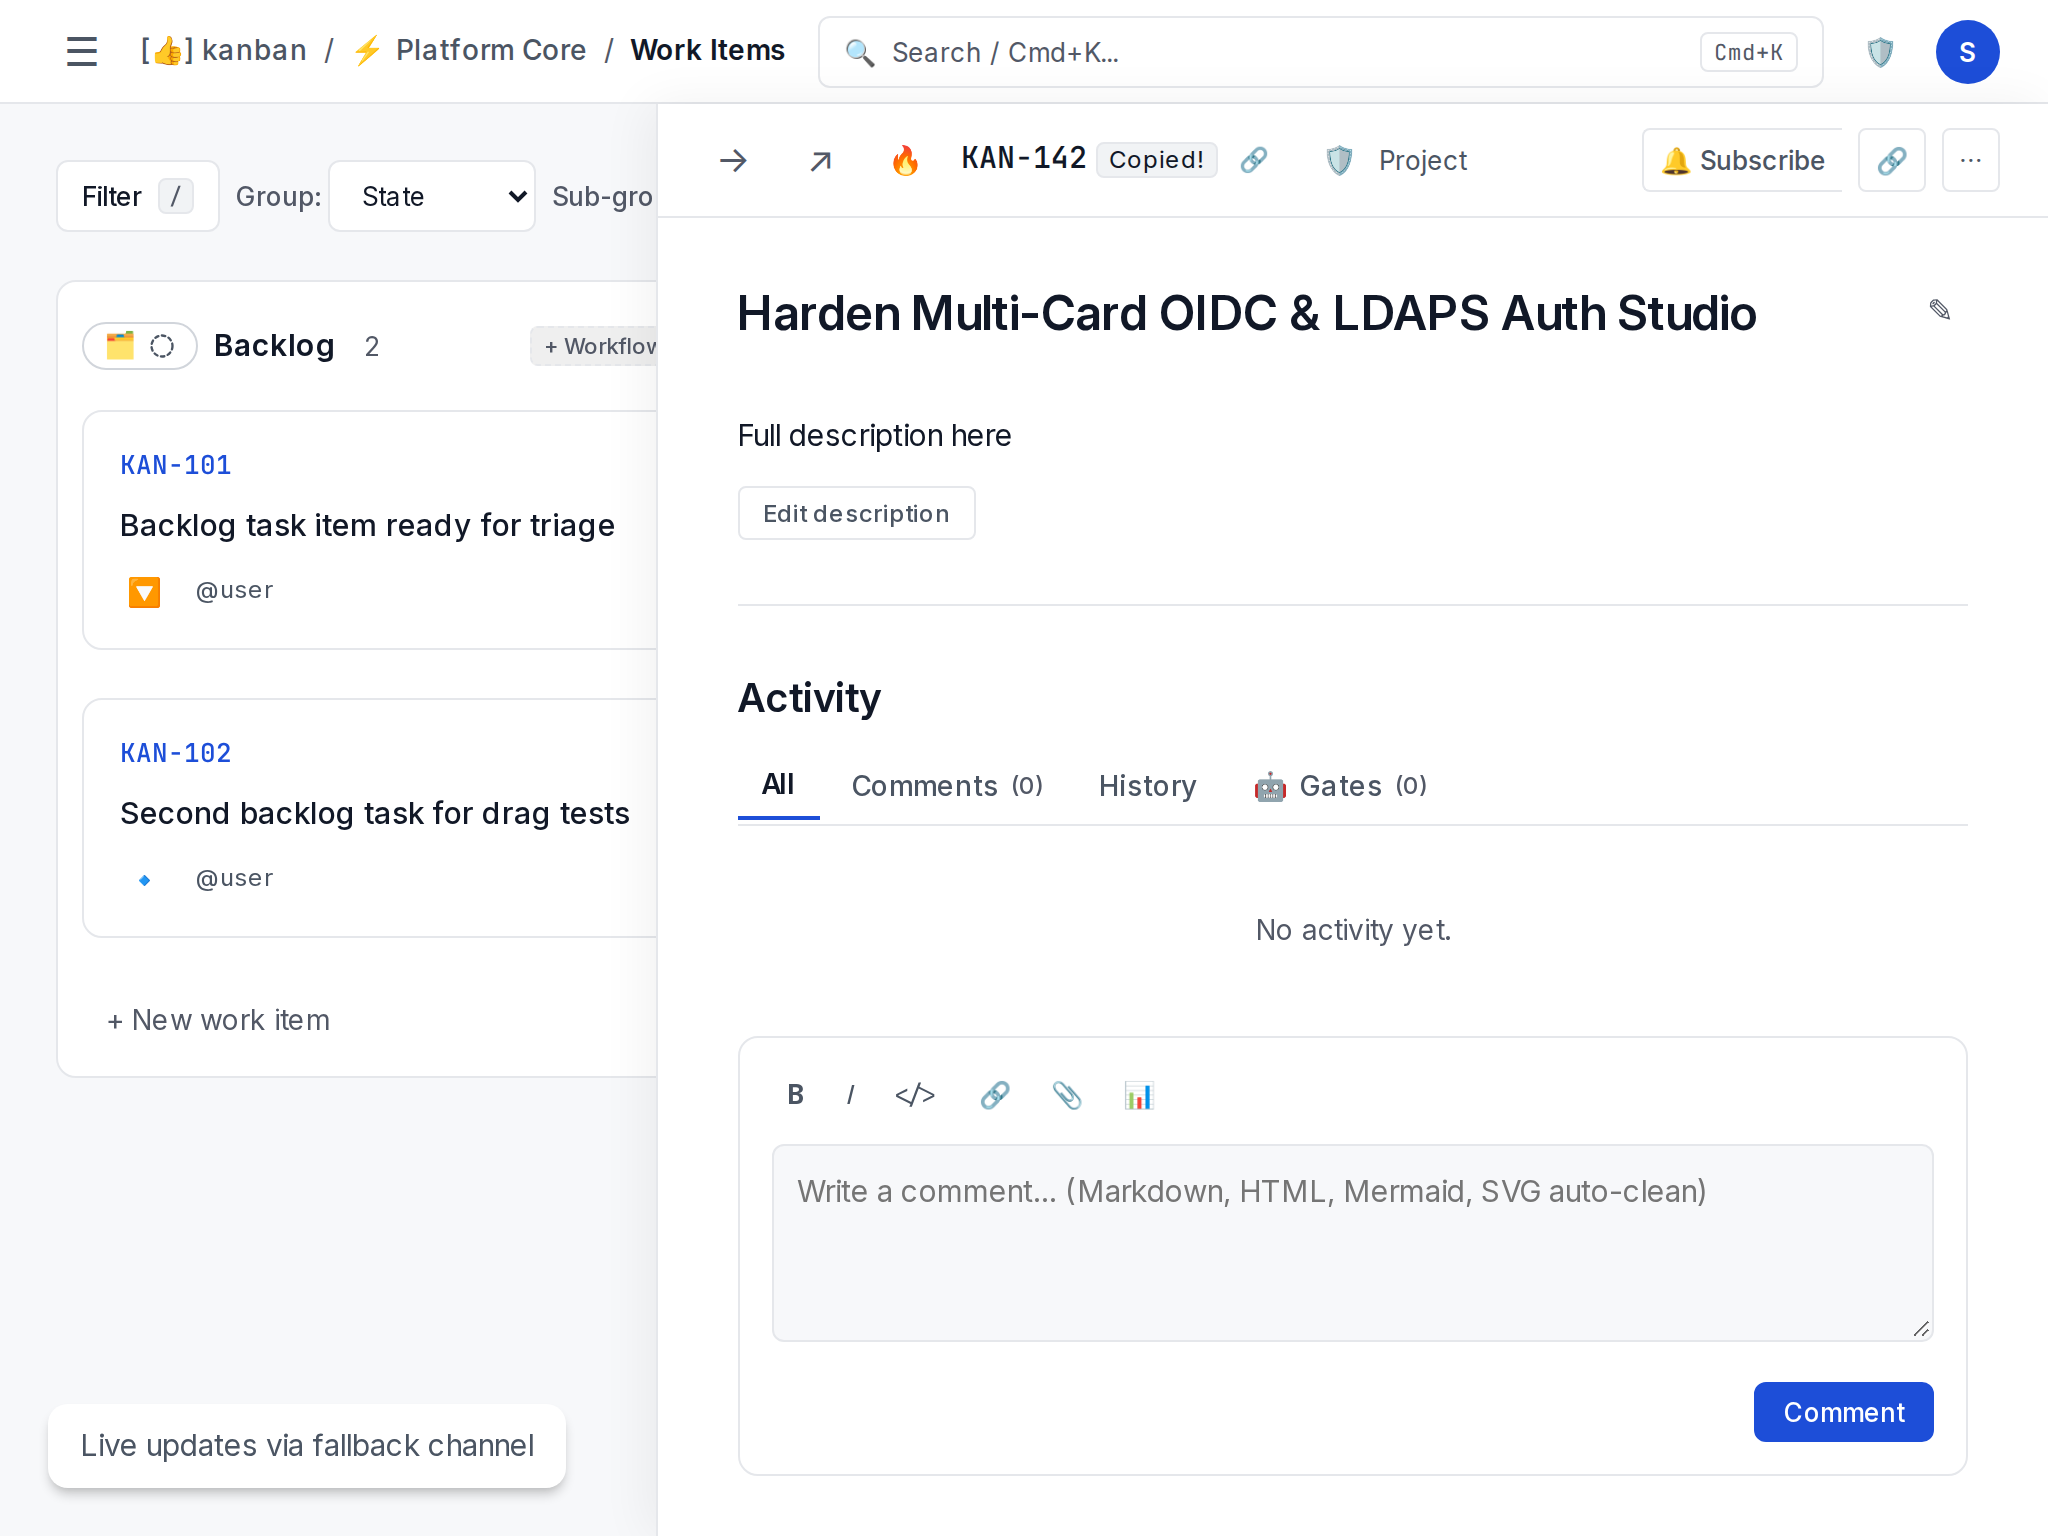 [👍] kanban / ⚡ Platform Core / Work Items
Search / Cmd+K...
Cmd+K
S
Filter /
Group: State
Sub-gro
KAN-142 Copied!
Project
Subscribe
...
Backlog 2
+ Workflow
KAN-101
Backlog task item ready for triage
@user
KAN-102
Second backlog task for drag tests
@user
+ New work item
Live updates via fallback channel
Harden Multi-Card OIDC & LDAPS Auth Studio
Full description here
Edit description
Activity
All Comments (0) History Gates (0)
No activity yet.
B I </>
Write a comment... (Markdown, HTML, Mermaid, SVG auto-clean)
Comment